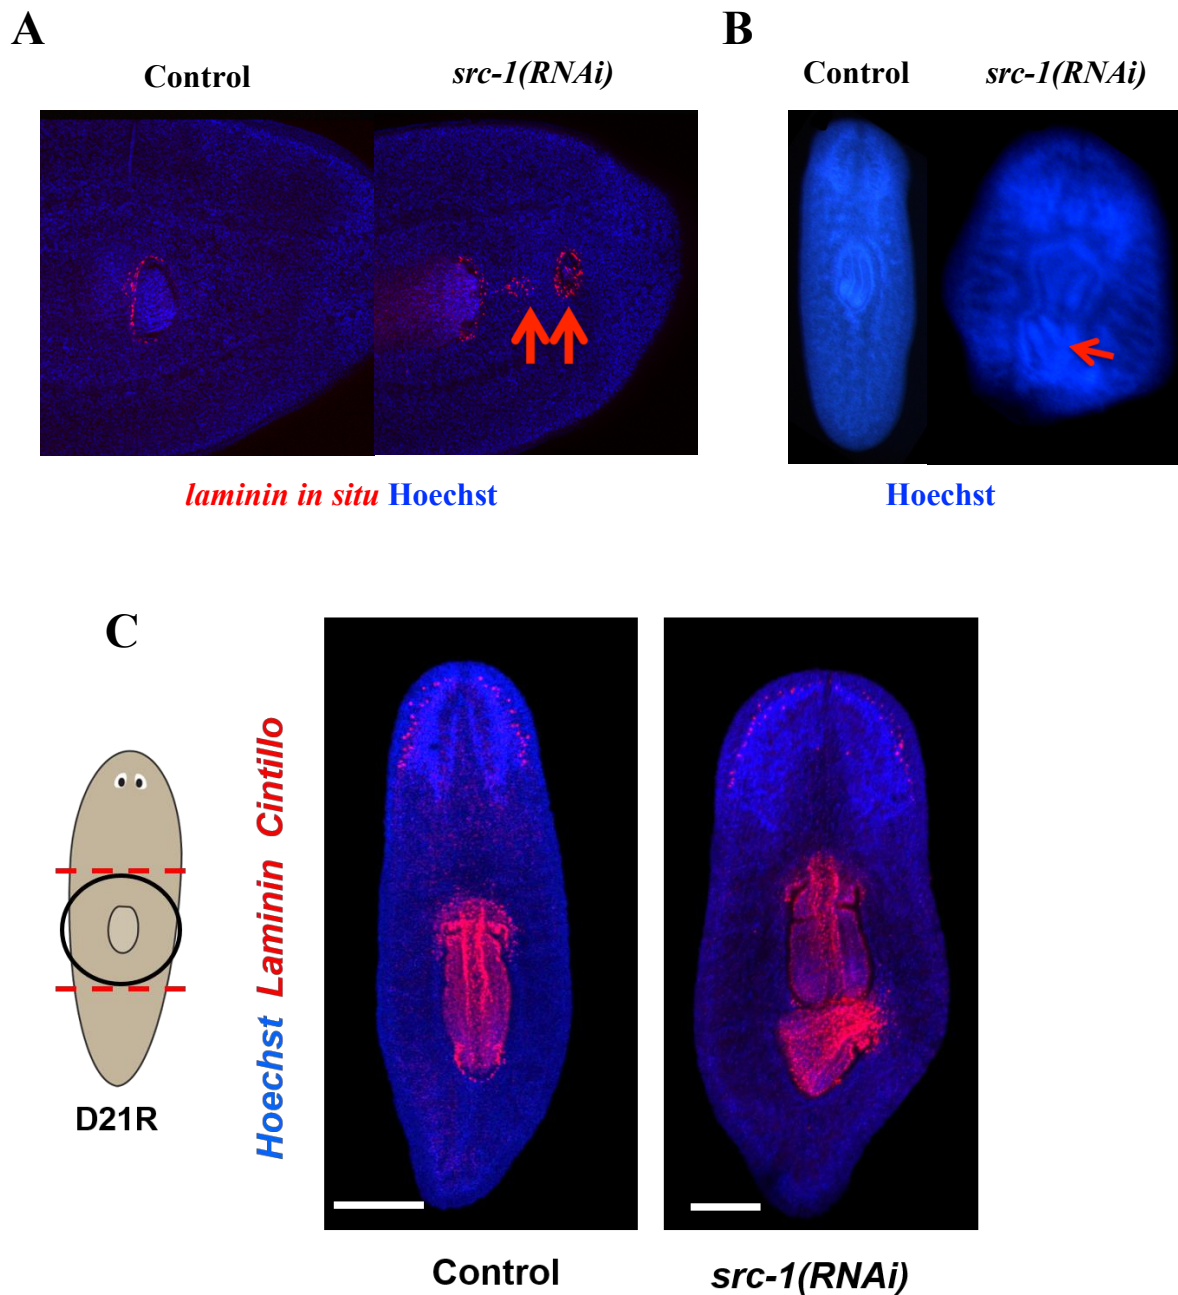 A
Control
src-1(RNAi)
laminin in situ Hoechst
B
Control
src-1(RNAi)
Hoechst
C
D21R
Hoechst Laminin Cintillo
Control
src-1(RNAi)